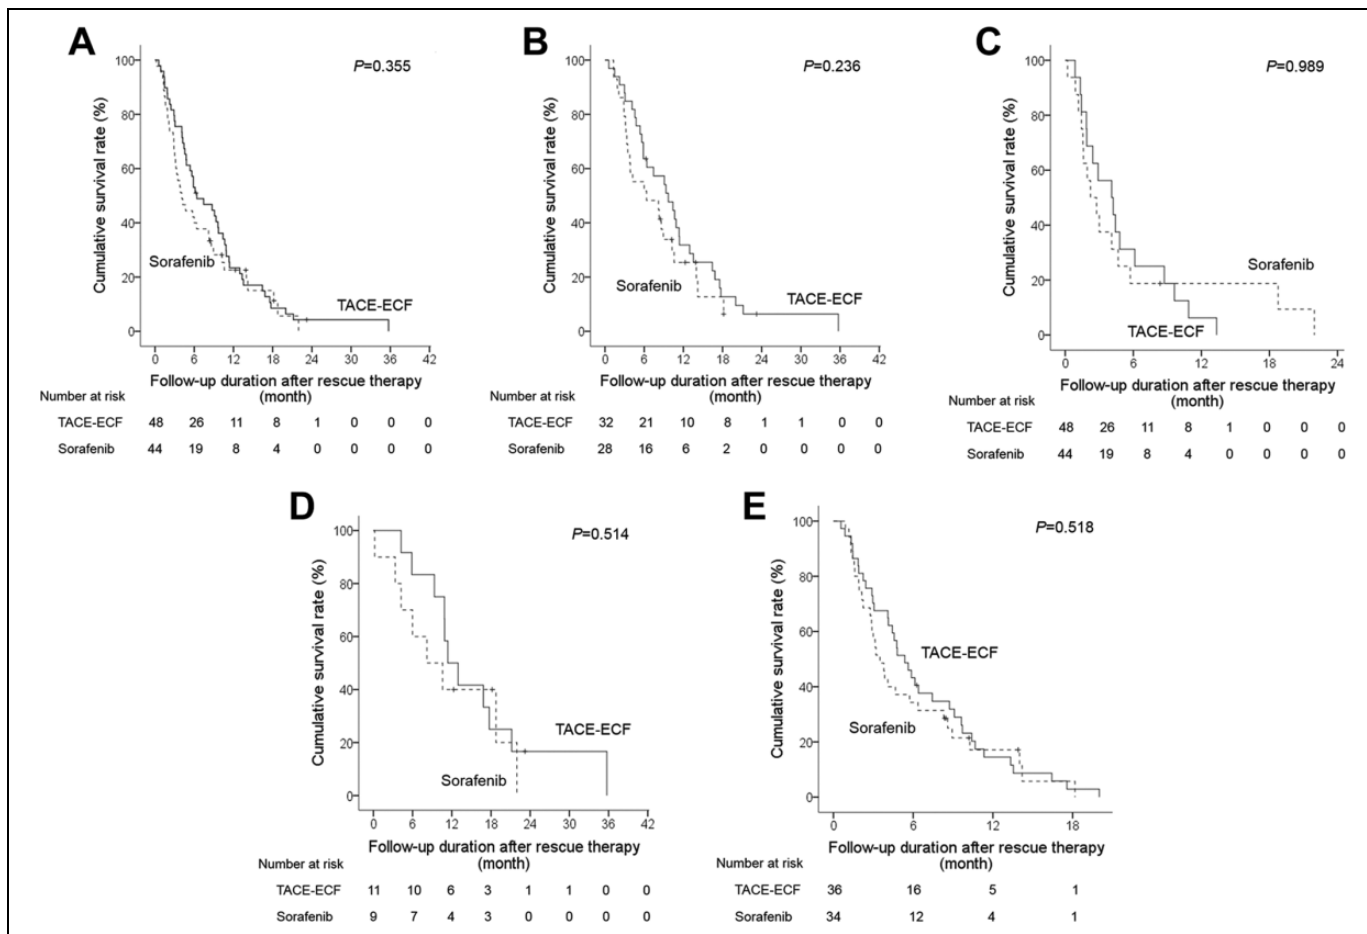 A
P=0.355
Cumulative survival rate (%)
100
80
60
40
20
0
Sorafenib
TACE-ECF
0 6 12 18 24 30 36 42
Follow-up duration after rescue therapy
(month)
Number at risk
TACE-ECF 48 26 11 8 1 0 0 0
Sorafenib 44 19 8 4 0 0 0 0
B
P=0.236
Cumulative survival rate (%)
100
80
60
40
20
0
Sorafenib
TACE-ECF
0 6 12 18 24 30 36 42
Follow-up duration after rescue therapy
(month)
Number at risk
TACE-ECF 32 21 10 8 1 1 0 0
Sorafenib 28 16 6 2 0 0 0 0
C
P=0.989
Cumulative survival rate (%)
100
80
60
40
20
0
Sorafenib
TACE-ECF
0 6 12 18 24
Follow-up duration after rescue therapy
(month)
Number at risk
TACE-ECF 48 26 11 8 1 0 0 0
Sorafenib 44 19 8 4 0 0 0 0
D
P=0.514
Cumulative survival rate (%)
100
80
60
40
20
0
TACE-ECF
Sorafenib
0 6 12 18 24 30 36 42
Follow-up duration after rescue therapy
(month)
Number at risk
TACE-ECF 11 10 6 3 1 1 0 0
Sorafenib 9 7 4 3 0 0 0 0
E
P=0.518
Cumulative survival rate (%)
100
80
60
40
20
0
TACE-ECF
Sorafenib
0 6 12 18
Follow-up duration after rescue therapy
(month)
Number at risk
TACE-ECF 36 16 5 1
Sorafenib 34 12 4 1